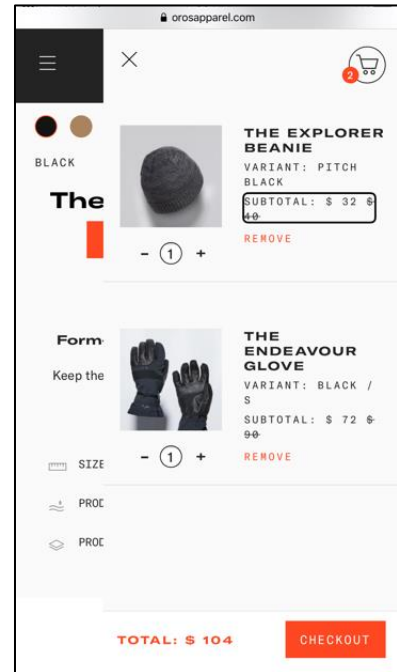 orosapparel.com
2
BLACK
The
THE EXPLORER
BEANIE
VARIANT: PITCH
BLACK
SUBTOTAL: $ 32 $
40
REMOVE
- 1 +
Form
Keep the
SIZE
PROD
PROD
THE
ENDEAVOUR
GLOVE
VARIANT: BLACK /
S
SUBTOTAL: $ 72 $
90
REMOVE
- 1 +
TOTAL: $ 104
CHECKOUT